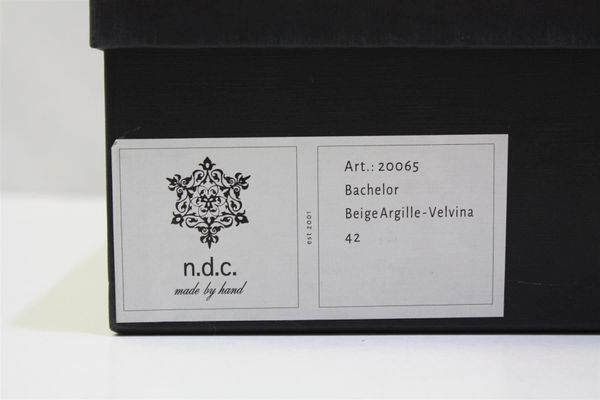 n.d.c.
made by hand
est 2001
Art.: 20065
Bachelor
Beige Argille-Velvina
42